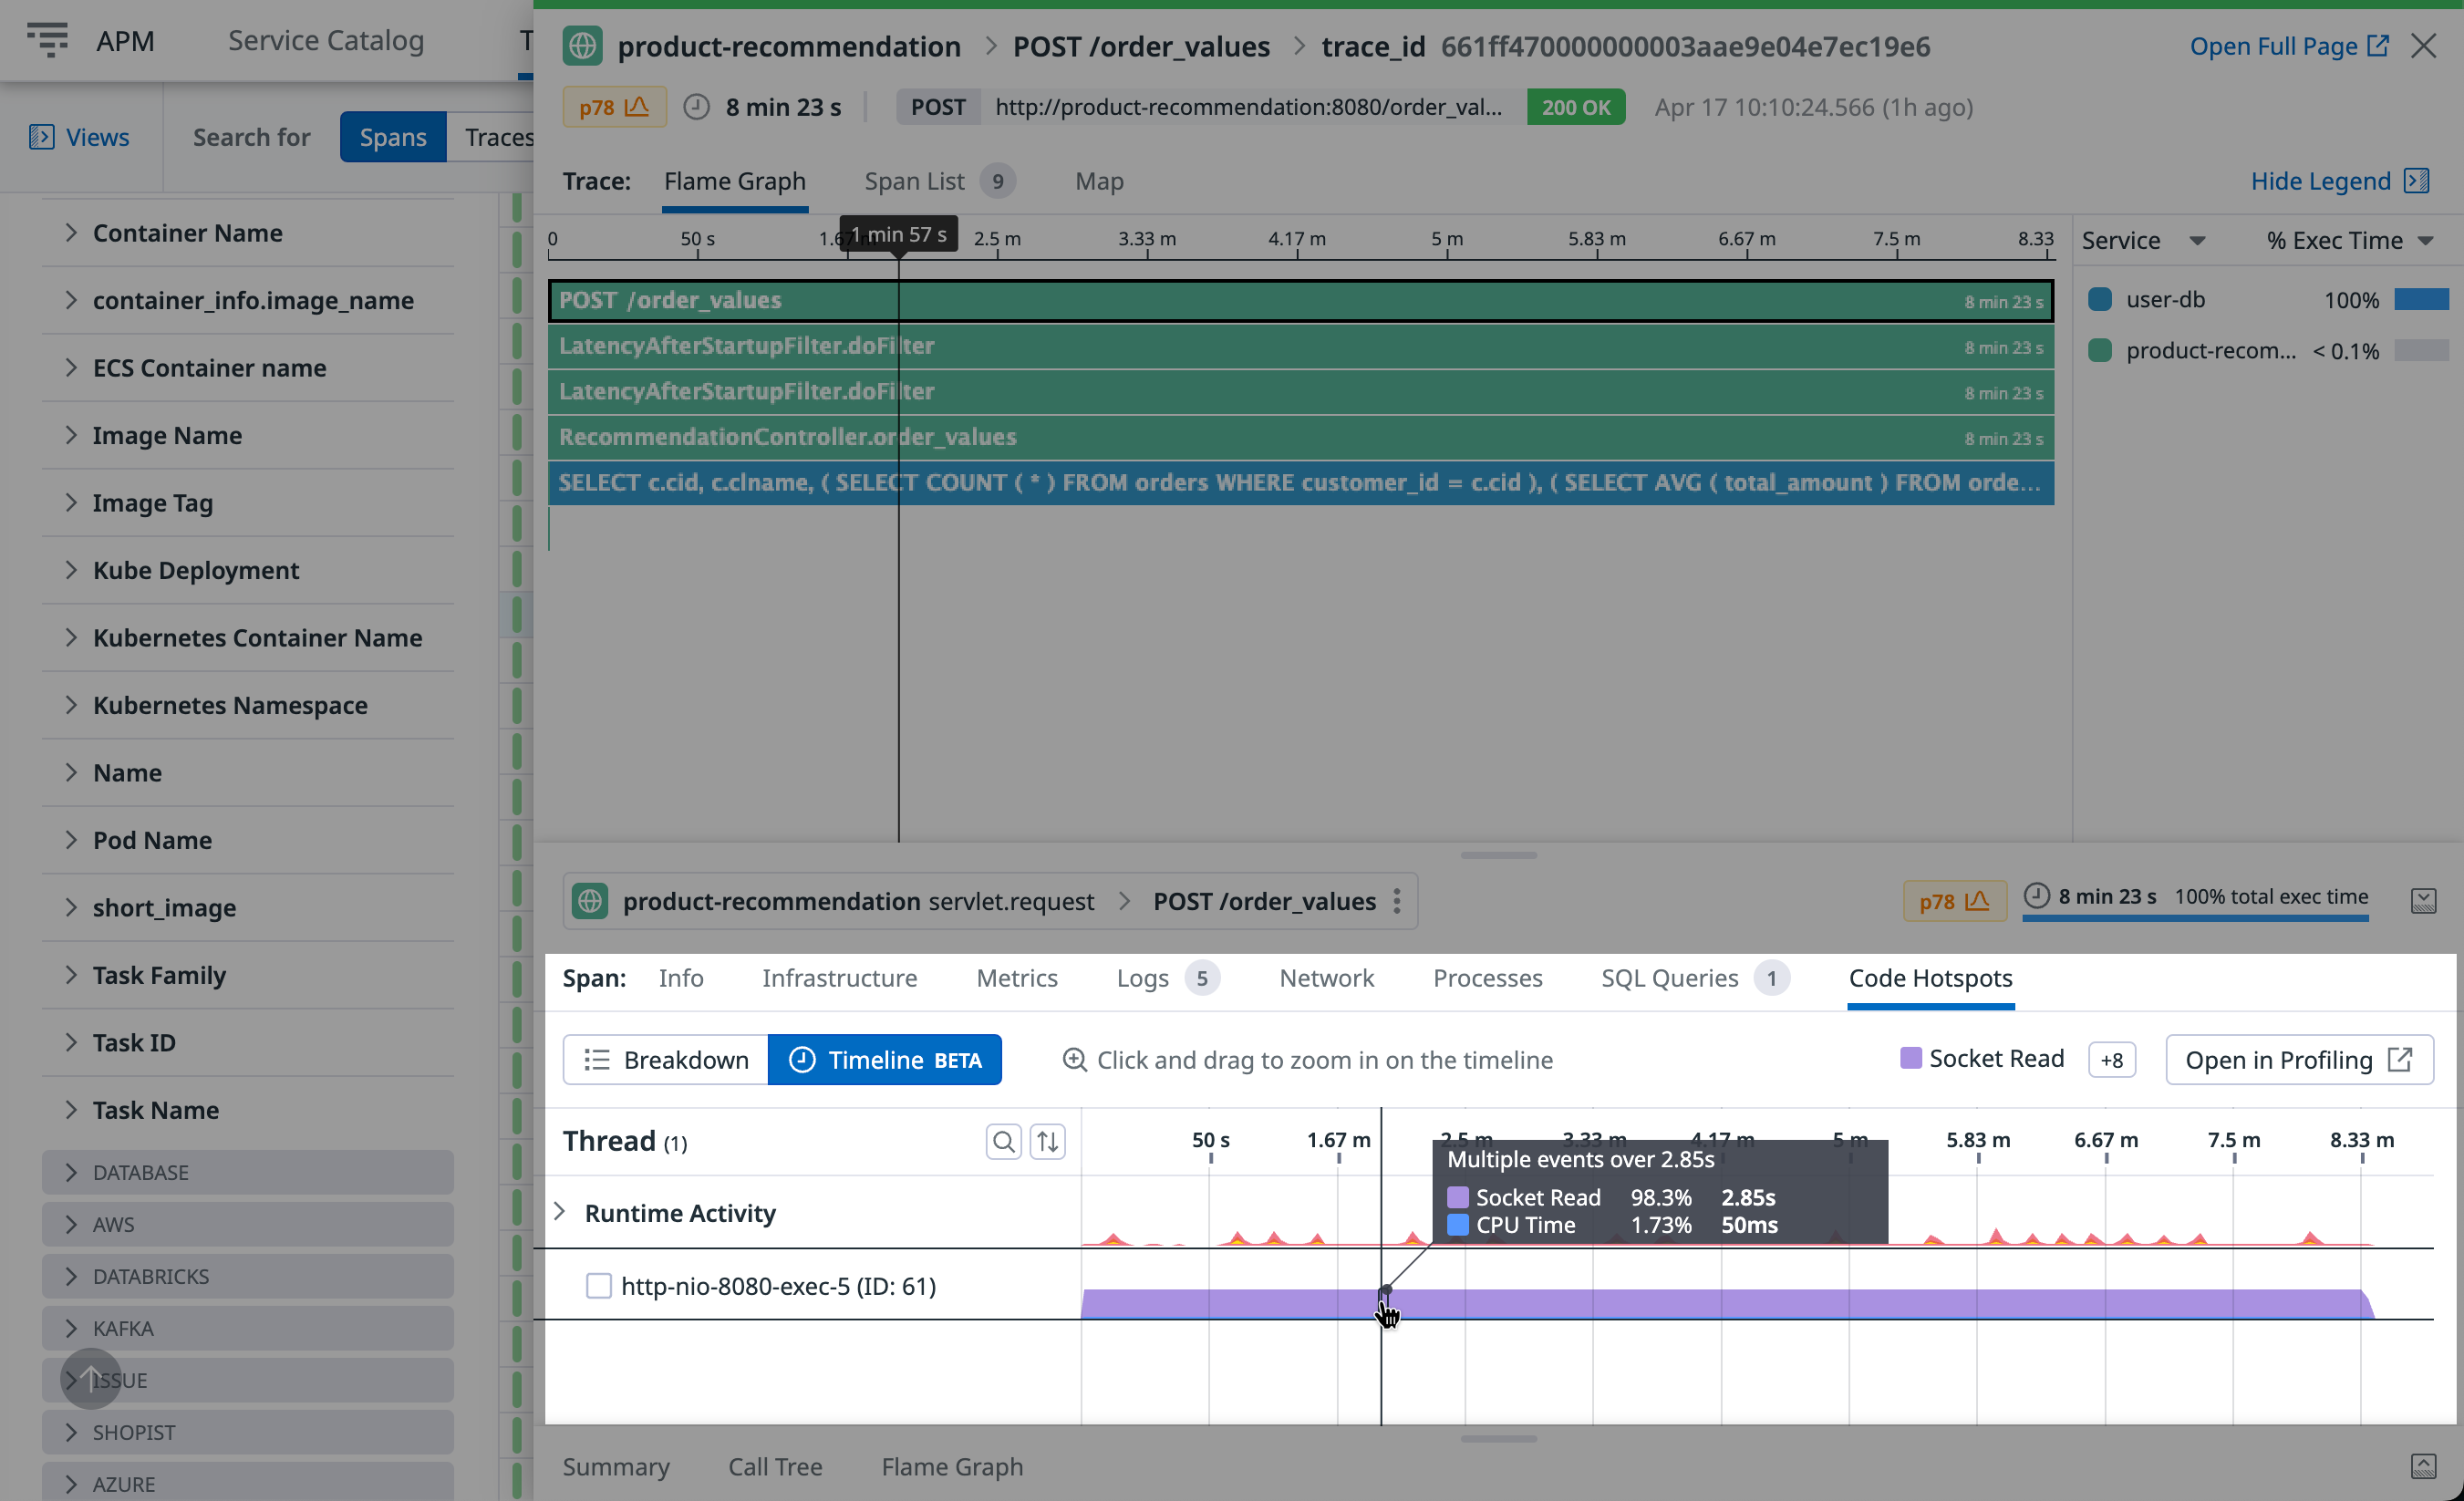 APM
Service Catalog
T
Views
Search for
Spans
Traces
Container Name
container_info.image_name
ECS Container name
Image Name
Image Tag
Kube Deployment
Kubernetes Container Name
Kubernetes Namespace
Name
Pod Name
short_image
Task Family
Task ID
Task Name
DATABASE
AWS
DATABRICKS
KAFKA
ISSUE
SHOPIST
AZURE
product-recommendation > POST /order_values > trace_id 661ff470000000003aae9e04e7ec19e6
Open Full Page
p78 8 min 23 s POST http://product-recommendation:8080/order_val... 200 OK Apr 17 10:10:24.566 (1h ago)
Trace: Flame Graph Span List 9 Map
Hide Legend
1 min 57 s
0 50 s 1.67 m 2.5 m 3.33 m 4.17 m 5 m 5.83 m 6.67 m 7.5 m 8.33
Service % Exec Time
user-db 100%
product-recom... < 0.1%
POST /order_values 8 min 23 s
LatencyAfterStartupFilter.doFilter 8 min 23 s
LatencyAfterStartupFilter.doFilter 8 min 23 s
RecommendationController.order_values 8 min 23 s
SELECT c.cid, c.clname, ( SELECT COUNT ( * ) FROM orders WHERE customer_id = c.cid ), ( SELECT AVG ( total_amount ) FROM orde...
product-recommendation servlet.request > POST /order_values
p78 8 min 23 s 100% total exec time
Span: Info Infrastructure Metrics Logs 5 Network Processes SQL Queries 1 Code Hotspots
Breakdown Timeline BETA Click and drag to zoom in on the timeline
Socket Read +8 Open in Profiling
Thread (1)
50 s 1.67 m 2.5 m 3.33 m 4.17 m 5 m 5.83 m 6.67 m 7.5 m 8.33 m
Multiple events over 2.85s
Socket Read 98.3% 2.85s
CPU Time 1.73% 50ms
Runtime Activity
http-nio-8080-exec-5 (ID: 61)
Summary Call Tree Flame Graph